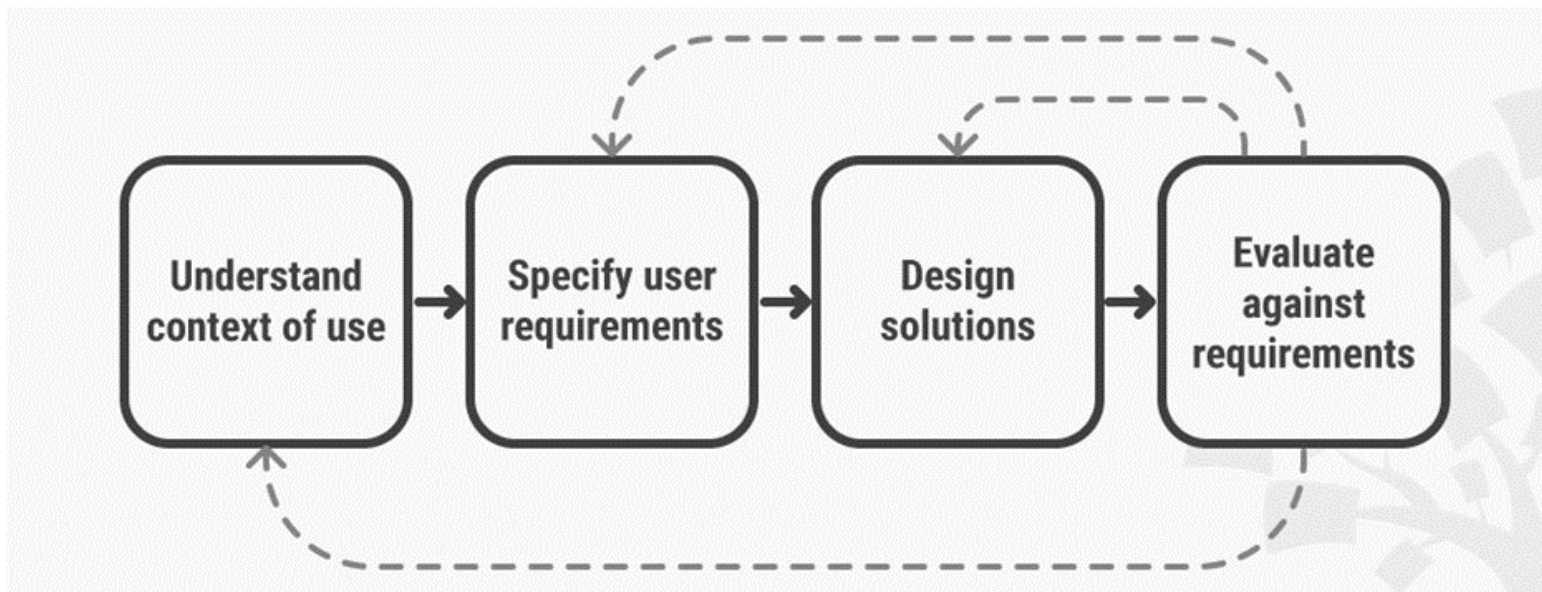 Understand
context of use
Specify user
requirements
Design
solutions
Evaluate
against
requirements